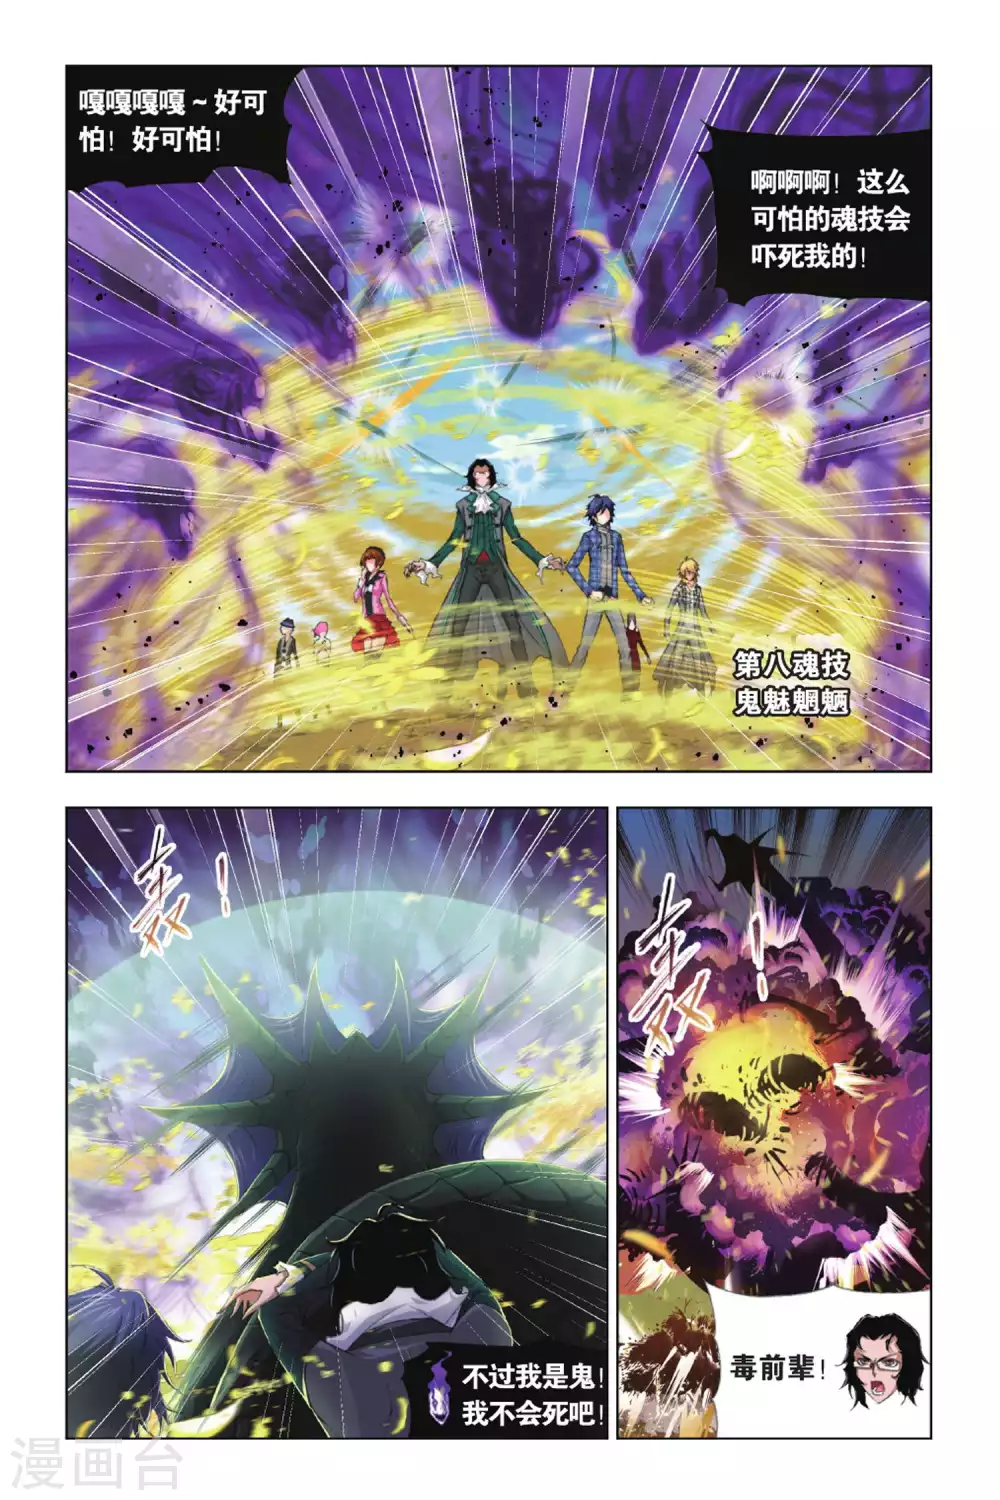 嘎嘎嘎嘎～好可
怕！好可怕！
啊啊啊！这么
可怕的魂技会
吓死我的！
第八魂技
鬼魅魍魉
轰！
轰！
不过我是鬼！
我不会死吧！
毒前辈！
漫画台